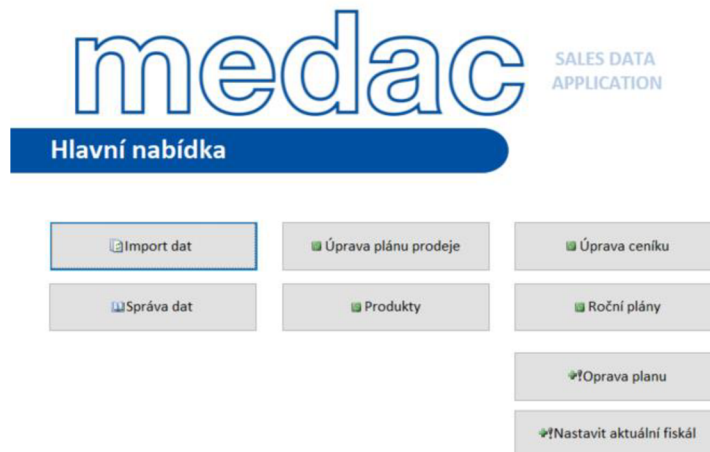 medac
SALES DATA
APPLICATION
Hlavní nabídka
Import dat
Úprava plánu prodeje
Úprava ceníku
Správa dat
Produkty
Roční plány
Oprava planu
Nastavit aktuální fiskál